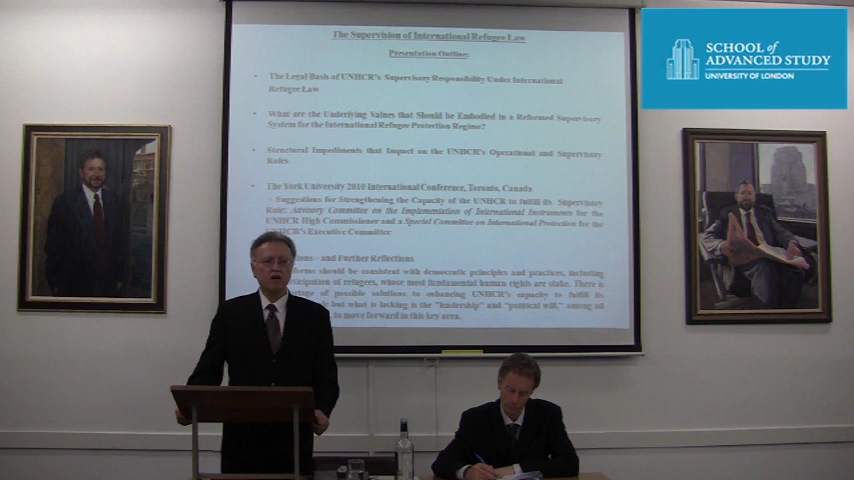 The Supervision of International Refugee Law
Presentation Outline:
• The Legal Basis of UNHCR's Supervisory Responsibility Under International
Refugee Law
• What are the Underlying Values that Should be Embodied in a Reformed Supervisory
System for the International Refugee Protection Regime?
• Structural Impediments that Impact on the UNHCR's Operational and Supervisory
Roles
• The York University 2010 International Conference, Toronto, Canada
– Suggestions for Strengthening the Capacity of the UNHCR to fulfill its Supervisory
Role: Advisory Committee on the Implementation of International Instruments for the
UNHCR High Commissioner and a Special Committee on International Protection for the
UNHCR's Executive Committee
and Further Reflections
forms should be consistent with democratic principles and practices, including
rticipation of refugees, whose most fundamental human rights are stake. There is
ortage of possible solutions to enhancing UNHCR's capacity to fulfill its
but what is lacking is the "leadership" and "political will," among all
to move forward in this key area.
SCHOOL of
ADVANCED STUDY
UNIVERSITY OF LONDON